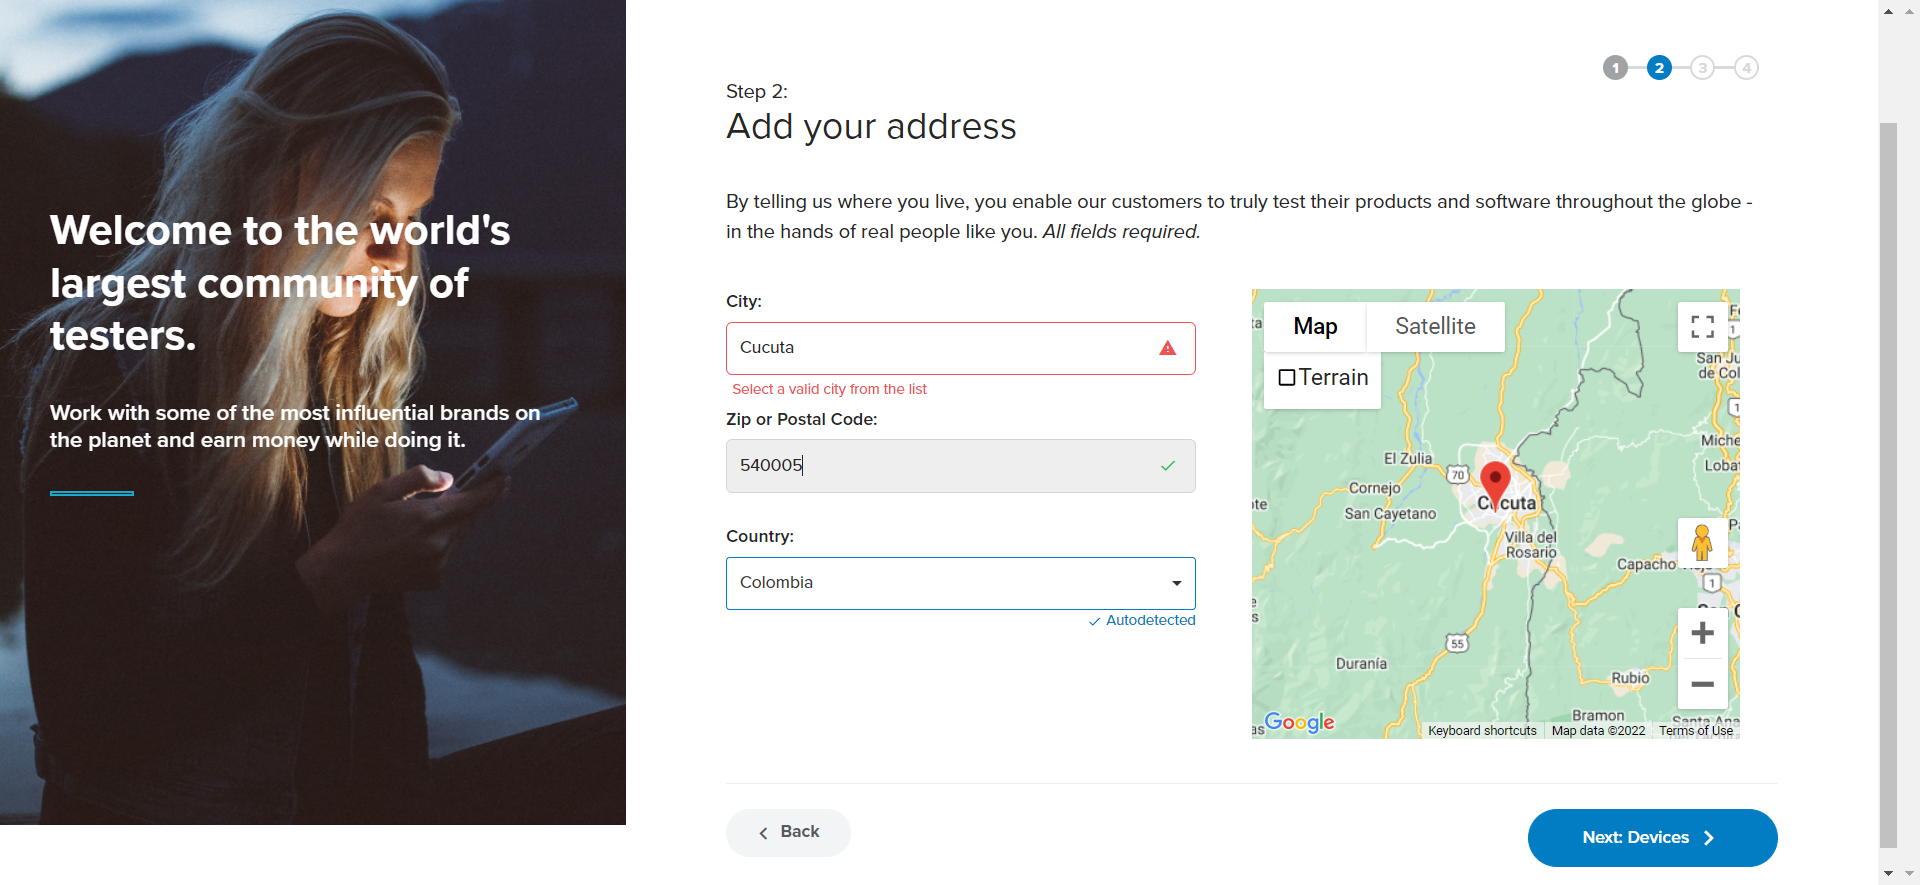 Welcome to the world's
largest community of
testers.
Work with some of the most influential brands on
the planet and earn money while doing it.
1
2
3
4
Step 2:
Add your address
By telling us where you live, you enable our customers to truly test their products and software throughout the globe -
in the hands of real people like you. All fields required.
City:
Cucuta
Select a valid city from the list
Zip or Postal Code:
540005
Country:
Colombia
Autodetected
Map
Satellite
Terrain
San Ju
de Col
1
1
Miche
Loba
El Zulia
70
Cornejo
San Cayetano
Cucuta
Villa del
Rosario
Capacho
1
55
Duranía
Rubio
Bramon
Santa Ana
Google
Keyboard shortcuts
Map data ©2022
Terms of Use
Back
Next: Devices